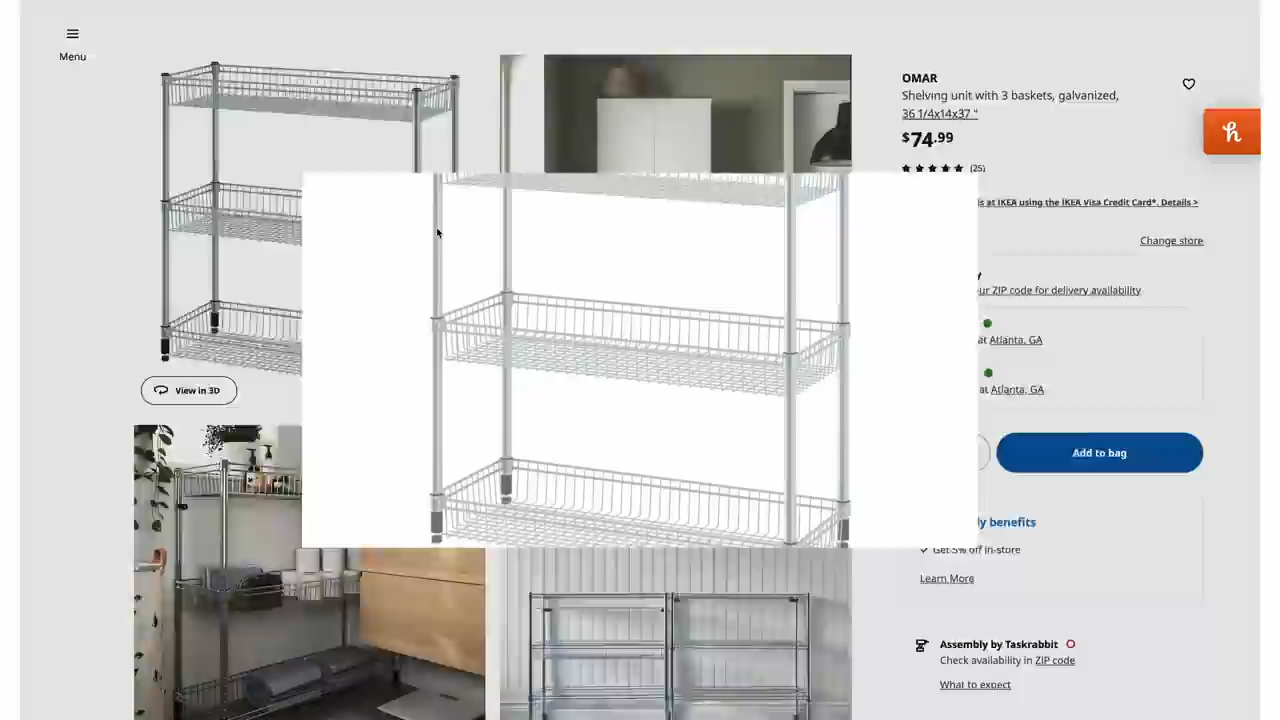 Menu
OMAR
Shelving unit with 3 baskets, galvanized,
36 1/4x14x37 "
$74.99
(25)
at IKEA using the IKEA Visa Credit Card*. Details >
Change store
ZIP code for delivery availability
at Atlanta, GA
at Atlanta, GA
View in 3D
Add to bag
benefits
Get 5% off in-store
Learn More
Assembly by Taskrabbit
Check availability in ZIP code
What to expect